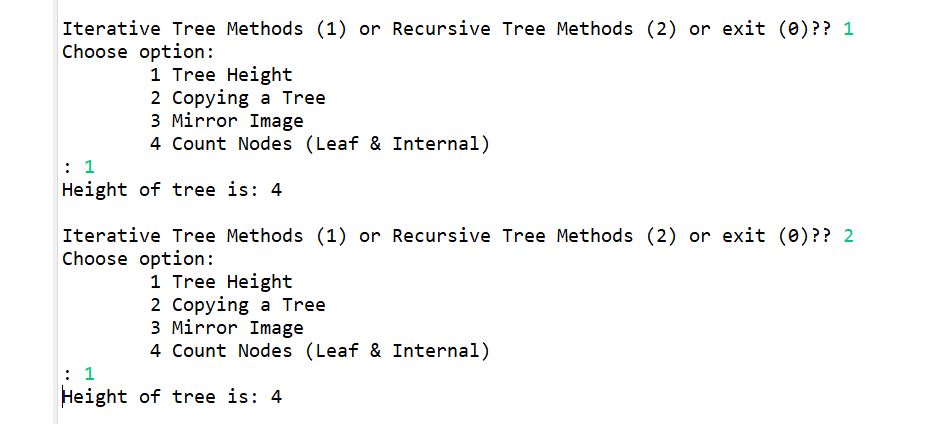 Iterative Tree Methods (1) or Recursive Tree Methods (2) or exit (0)?? 1
Choose option:
1 Tree Height
2 Copying a Tree
3 Mirror Image
4 Count Nodes (Leaf & Internal)
: 1
Height of tree is: 4
Iterative Tree Methods (1) or Recursive Tree Methods (2) or exit (0)?? 2
Choose option:
1 Tree Height
2 Copying a Tree
3 Mirror Image
4 Count Nodes (Leaf & Internal)
: 1
Height of tree is: 4